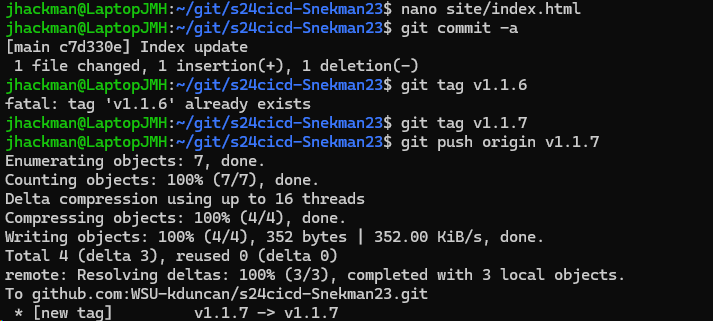 jhackman@LaptopJMH:~/git/s24cicd-Snekman23$ nano site/index.html
jhackman@LaptopJMH:~/git/s24cicd-Snekman23$ git commit -a
[main c7d330e] Index update
 1 file changed, 1 insertion(+), 1 deletion(-)
jhackman@LaptopJMH:~/git/s24cicd-Snekman23$ git tag v1.1.6
fatal: tag 'v1.1.6' already exists
jhackman@LaptopJMH:~/git/s24cicd-Snekman23$ git tag v1.1.7
jhackman@LaptopJMH:~/git/s24cicd-Snekman23$ git push origin v1.1.7
Enumerating objects: 7, done.
Counting objects: 100% (7/7), done.
Delta compression using up to 16 threads
Compressing objects: 100% (4/4), done.
Writing objects: 100% (4/4), 352 bytes | 352.00 KiB/s, done.
Total 4 (delta 3), reused 0 (delta 0)
remote: Resolving deltas: 100% (3/3), completed with 3 local objects.
To github.com:WSU-kduncan/s24cicd-Snekman23.git
 * [new tag]         v1.1.7 -> v1.1.7